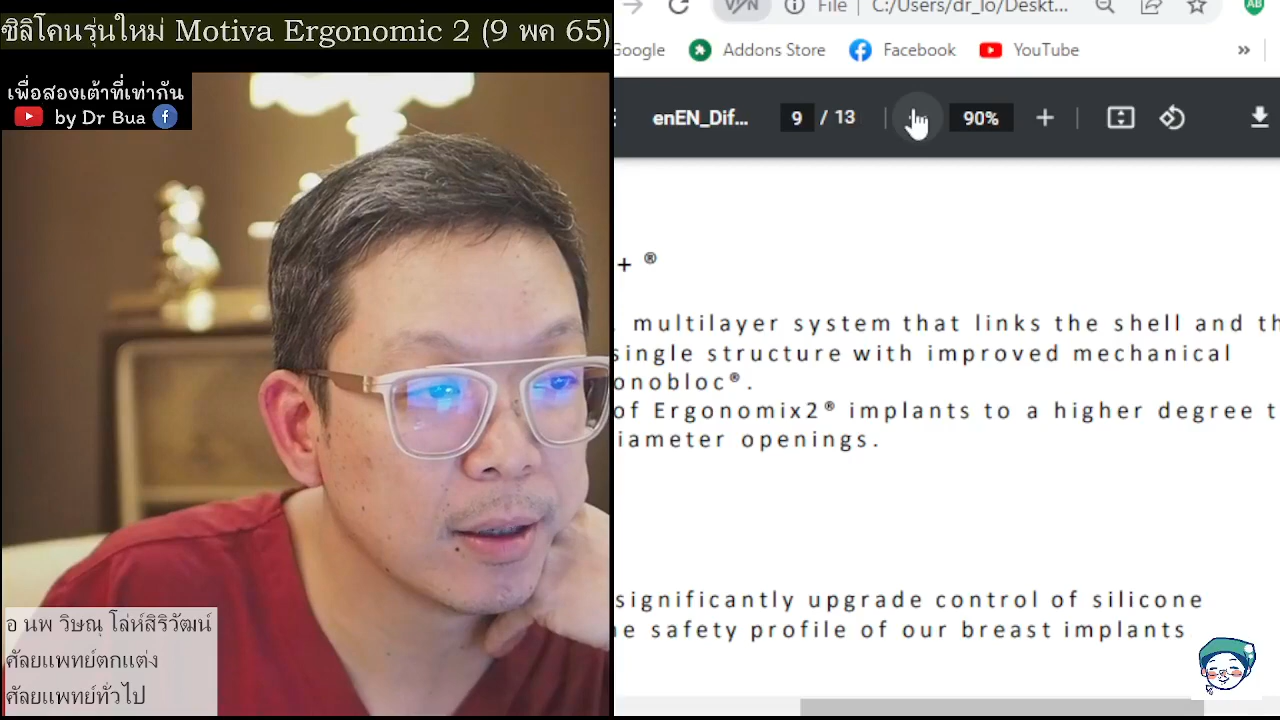 ซิลิโคนรุ่นใหม่ Motiva Ergonomic 2 (9 พค 65)
เพื่อสองเต้าที่เท่ากัน
by Dr Bua
อ นพ วิษณุ โล่ห์สิริวัฒน์
ศัลยแพทย์ตกแต่ง
ศัลยแพทย์ทั่วไป
VPN File C:/Users/dr_lo/Deskt... AB
Google Addons Store Facebook YouTube »
enEN_Dif... 9 / 13 90% +
+ ®
multilayer system that links the shell and th
single structure with improved mechanical
onobloc®.
of Ergonomix2® implants to a higher degree t
iameter openings.
significantly upgrade control of silicone
e safety profile of our breast implants